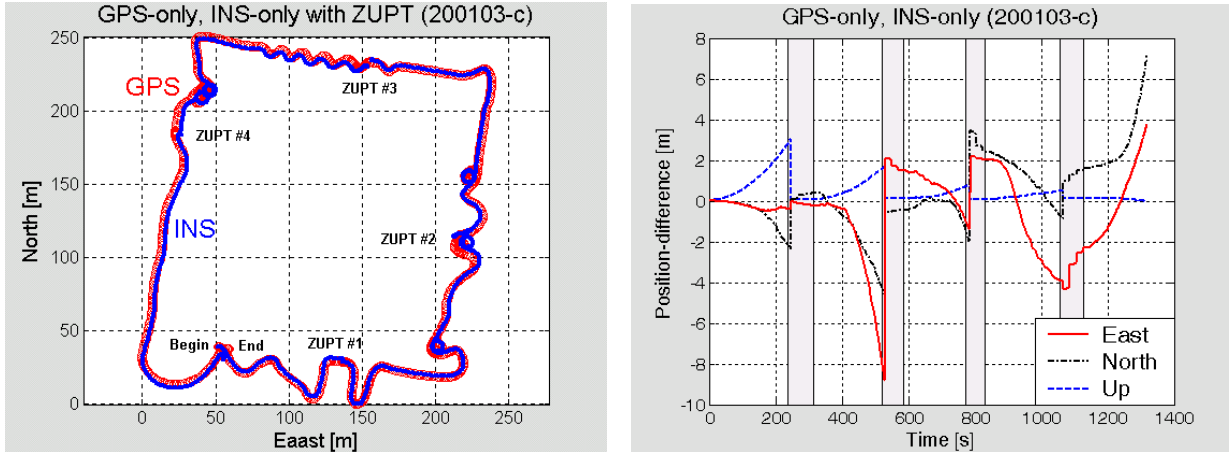 GPS-only, INS-only with ZUPT (200103-c)
250
200
150
100
50
0
North [m]
GPS
INS
ZUPT #3
ZUPT #4
ZUPT #2
ZUPT #1
Begin
End
0
50
100
150
200
250
Eaast [m]
GPS-only, INS-only (200103-c)
8
6
4
2
0
-2
-4
-6
-8
-10
Position-difference [m]
East
North
Up
0
200
400
600
800
1000
1200
1400
Time [s]